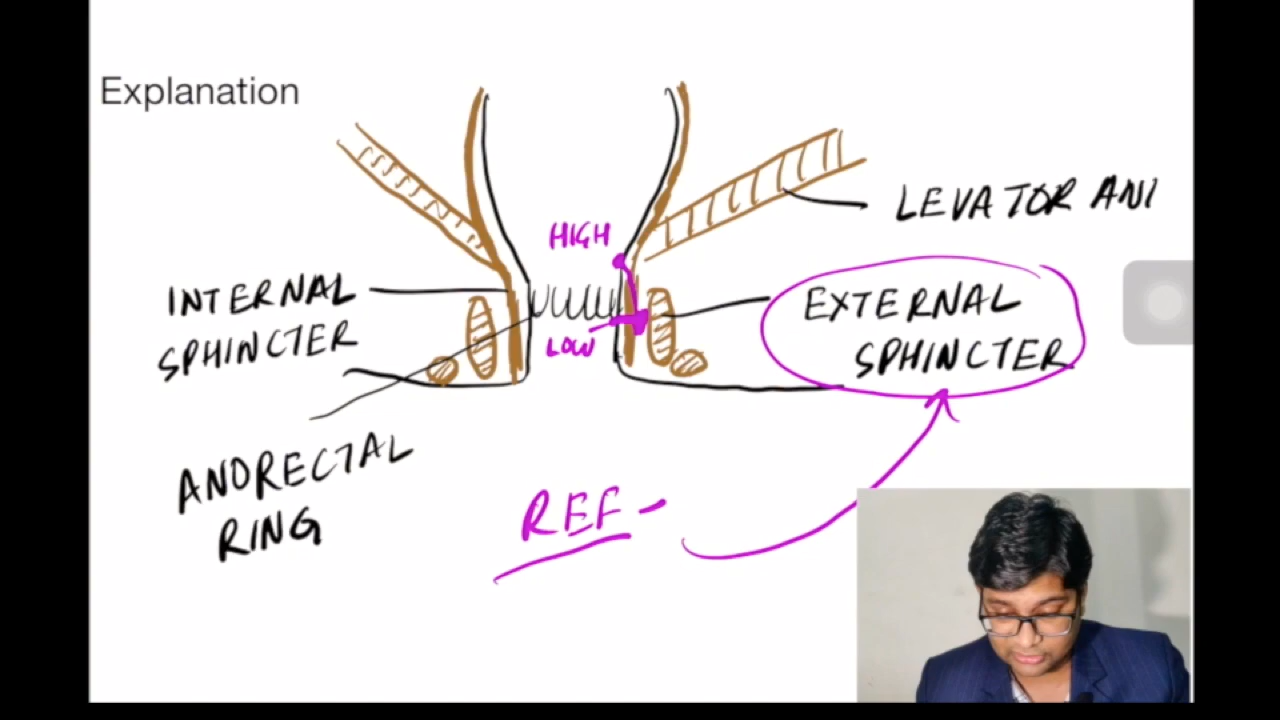 Explanation
HIGH
LEVATOR ANI
INTERNAL
SPHINCTER
EXTERNAL
SPHINCTER
LOW
ANORECTAL
RING
REF -